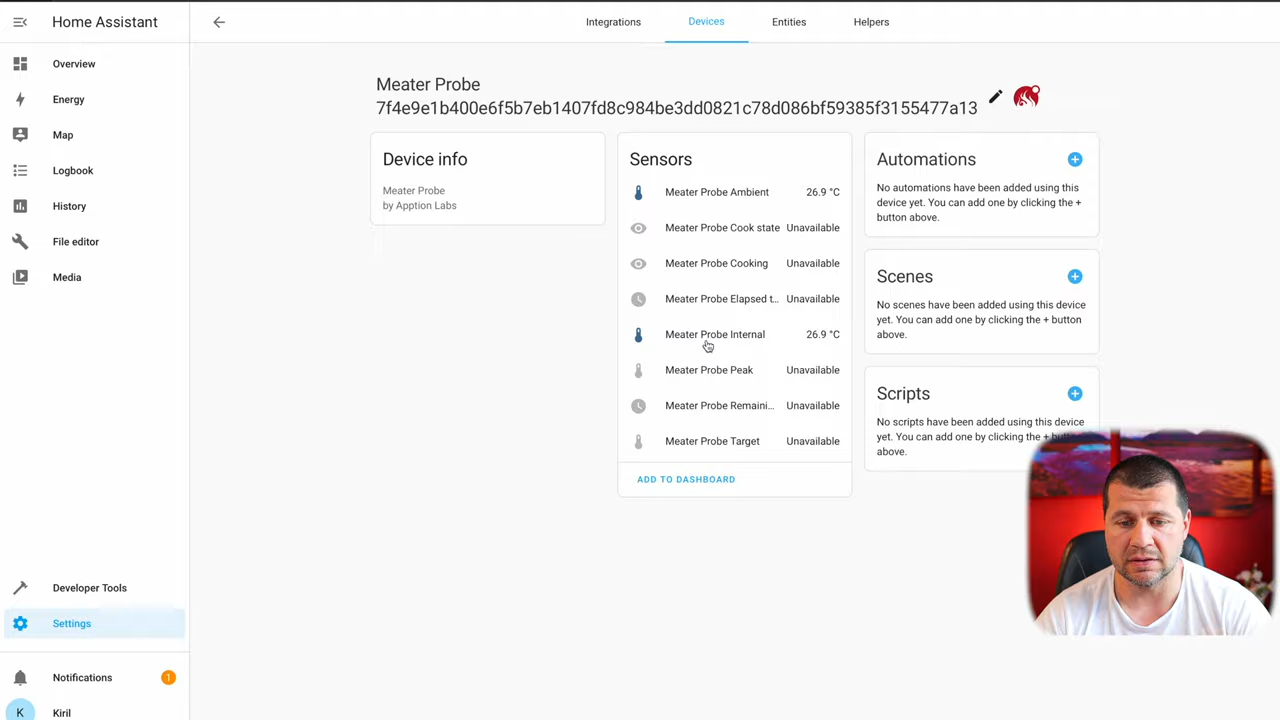 Home Assistant
Integrations
Devices
Entities
Helpers
Overview
Energy
Map
Logbook
History
File editor
Media
Developer Tools
Settings
Notifications
1
K
Kiril
Meater Probe
7f4e9e1b400e6f5b7eb1407fd8c984be3dd0821c78d086bf59385f3155477a13
Device info
Meater Probe
by Apption Labs
Sensors
Meater Probe Ambient 26.9 °C
Meater Probe Cook state Unavailable
Meater Probe Cooking Unavailable
Meater Probe Elapsed t... Unavailable
Meater Probe Internal 26.9 °C
Meater Probe Peak Unavailable
Meater Probe Remaini... Unavailable
Meater Probe Target Unavailable
ADD TO DASHBOARD
Automations
No automations have been added using this
device yet. You can add one by clicking the +
button above.
Scenes
No scenes have been added using this device
yet. You can add one by clicking the + button
above.
Scripts
No scripts have been added using this device
yet. You can add one by clicking the + button
above.